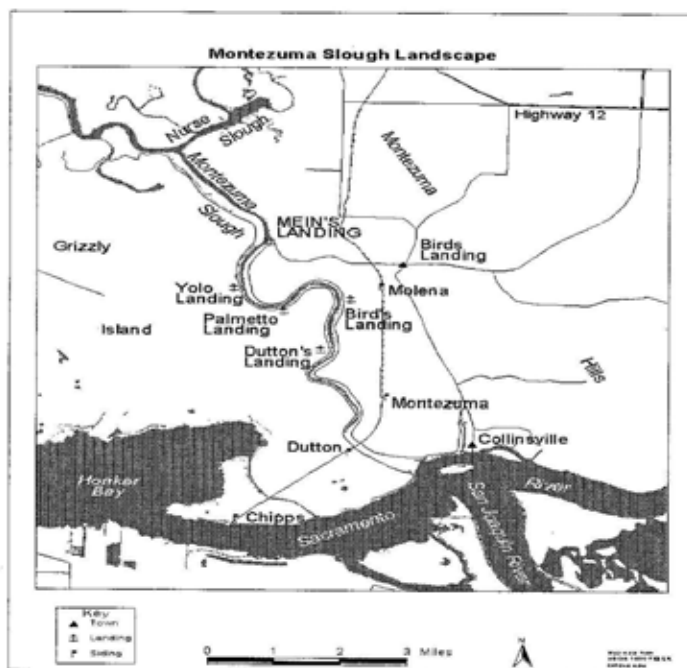 Montezuma Slough Landscape
Highway 12
Nurse
Slough
Montezuma
Slough
Montezuma
Hills
MEIN'S
LANDING
Birds
Landing
Grizzly
Island
Yolo
Landing
Molena
Palmetto
Landing
Bird's
Landing
Dutton's
Landing
Montezuma
Dutton
Collinsville
Honker
Bay
Chipps
Sacramento
River
San Joaquin River
Key
Town
Landing
Siding
0 1 2 3 Miles
N